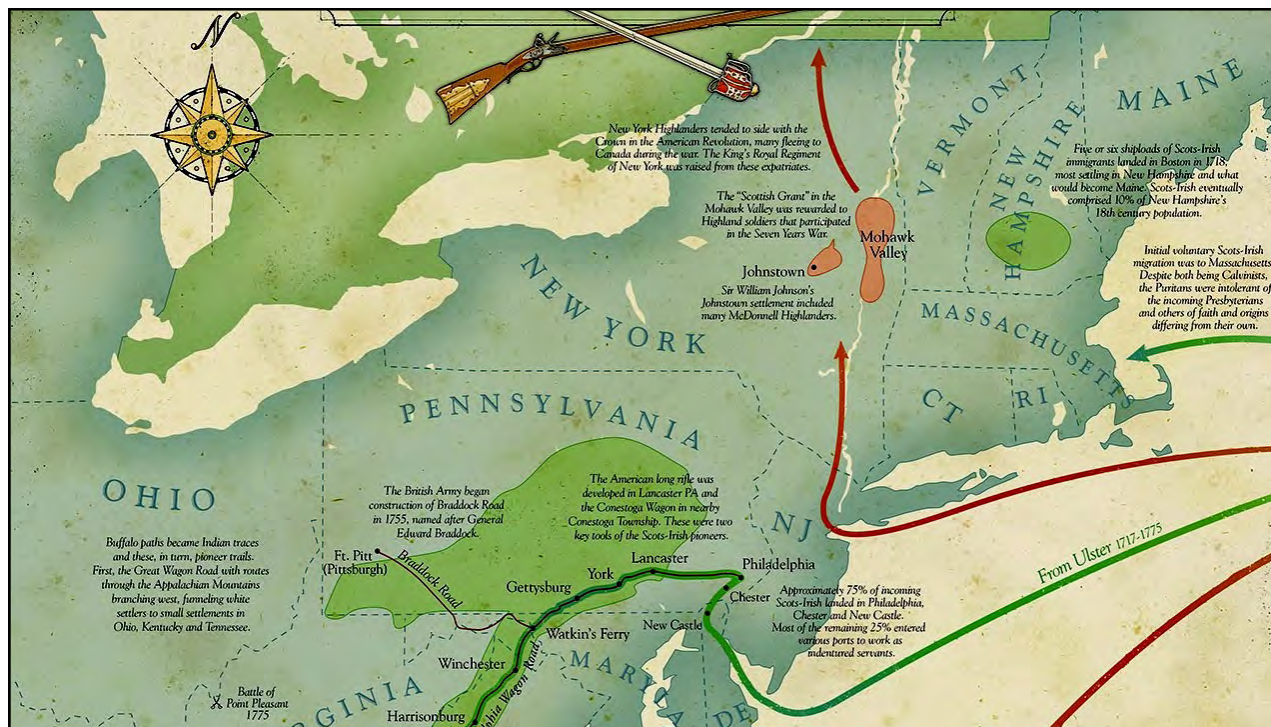 N
MAINE
VERMONT
NEW
HAMPSHIRE
New York Highlanders tended to side with the
Crown in the American Revolution, many fleeing to
Canada during the war. The King's Royal Regiment
of New York was raised from these expatriates.
Five or six shiploads of Scots-Irish
immigrants landed in Boston in 1718,
most settling in New Hampshire and what
would become Maine. Scots-Irish eventually
comprised 10% of New Hampshire's
18th century population.
The "Scottish Grant" in the
Mohawk Valley was rewarded to
Highland soldiers that participated
in the Seven Years War.
Mohawk
Valley
Johnstown
Sir William Johnson's
Johnstown settlement included
many McDonnell Highlanders.
Initial voluntary Scots-Irish
migration was to Massachusetts
Despite both being Calvinists,
the Puritans were intolerant of
the incoming Presbyterians
and others of faith and origins
differing from their own.
NEW YORK
MASSACHUSETTS
CT
RI
PENNSYLVANIA
OHIO
NJ
The British Army began
construction of Braddock Road
in 1755, named after General
Edward Braddock.
The American long rifle was
developed in Lancaster PA and
the Conestoga Wagon in nearby
Conestoga Township. These were two
key tools of the Scots-Irish pioneers.
Buffalo paths became Indian traces
and these, in turn, pioneer trails.
First, the Great Wagon Road with routes
through the Appalachian Mountains
branching west, funneling white
settlers to small settlements in
Ohio, Kentucky and Tennessee.
Ft. Pitt
(Pittsburgh)
Braddock Road
Gettysburg
York
Lancaster
Philadelphia
Chester
New Castle
Approximately 75% of incoming
Scots-Irish landed in Philadelphia,
Chester and New Castle.
Most of the remaining 25% entered
various ports to work as
indentured servants.
From Ulster 1717-1775
Watkin's Ferry
Winchester
Harrisonburg
Wagon Road
MARYLA
DE
RGINIA
Battle of
Point Pleasant
1775